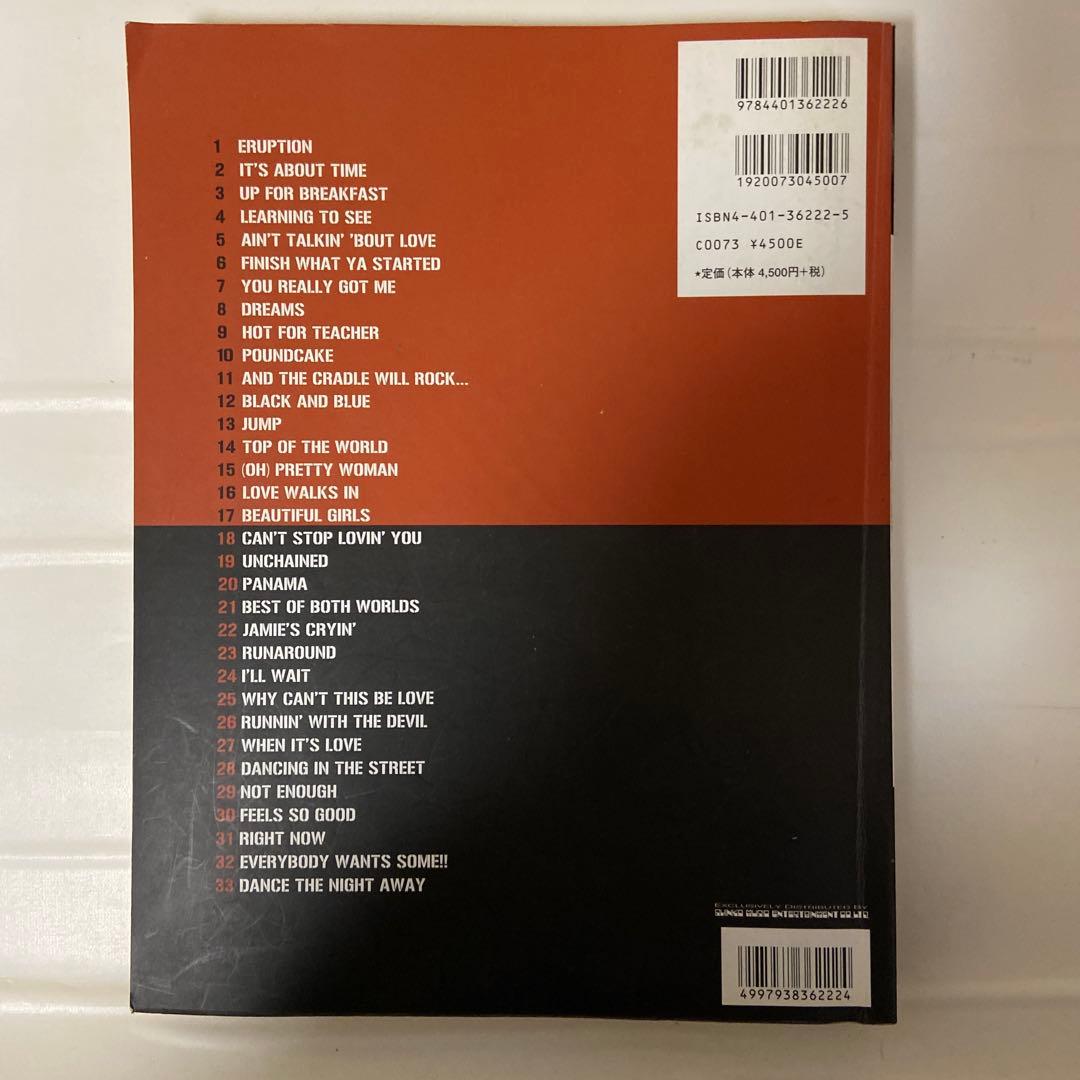 9784401362226
1920073045007
ISBN4-401-36222-5
C0073 ¥4500E
★定価(本体 4,500円+税)
1 ERUPTION
2 IT'S ABOUT TIME
3 UP FOR BREAKFAST
4 LEARNING TO SEE
5 AIN'T TALKIN' 'BOUT LOVE
6 FINISH WHAT YA STARTED
7 YOU REALLY GOT ME
8 DREAMS
9 HOT FOR TEACHER
10 POUNDCAKE
11 AND THE CRADLE WILL ROCK...
12 BLACK AND BLUE
13 JUMP
14 TOP OF THE WORLD
15 (OH) PRETTY WOMAN
16 LOVE WALKS IN
17 BEAUTIFUL GIRLS
18 CAN'T STOP LOVIN' YOU
19 UNCHAINED
20 PANAMA
21 BEST OF BOTH WORLDS
22 JAMIE'S CRYIN'
23 RUNAROUND
24 I'LL WAIT
25 WHY CAN'T THIS BE LOVE
26 RUNNIN' WITH THE DEVIL
27 WHEN IT'S LOVE
28 DANCING IN THE STREET
29 NOT ENOUGH
30 FEELS SO GOOD
31 RIGHT NOW
32 EVERYBODY WANTS SOME!!
33 DANCE THE NIGHT AWAY
EXCLUSIVELY DISTRIBUTED BY
SHINKO MUSIC ENTERTAINMENT CO.LTD.
4997938362224